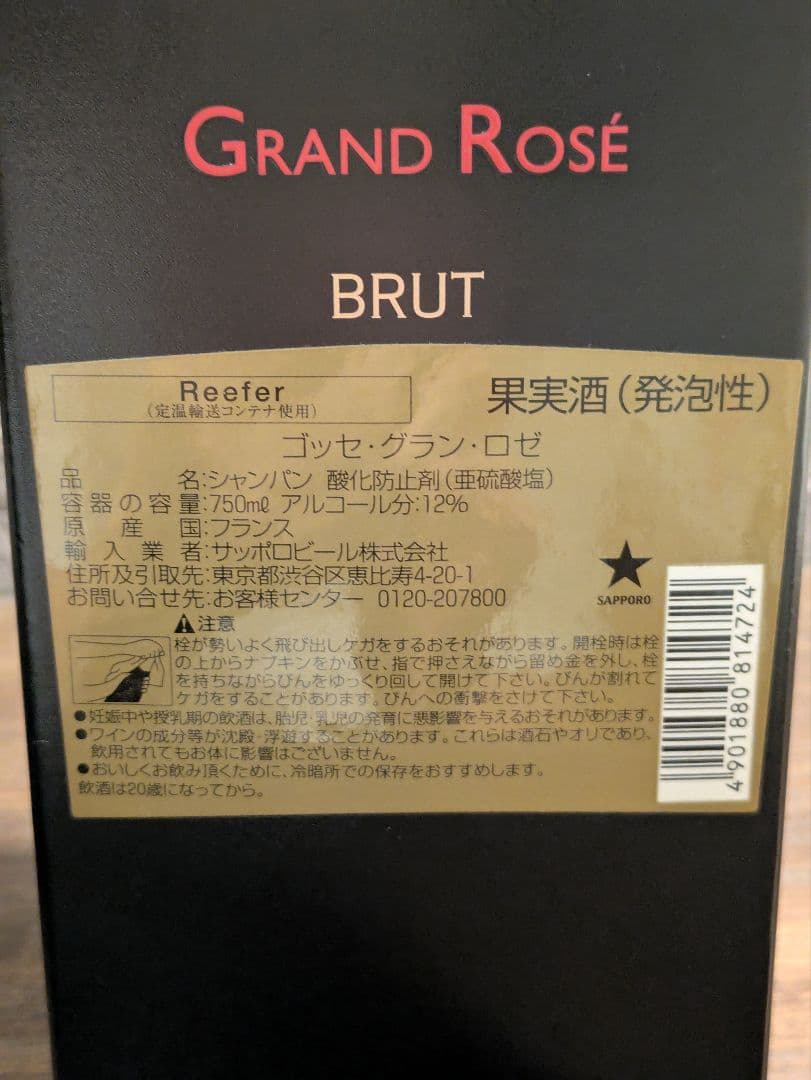 GRAND ROSÉ
BRUT
Reefer
(定温輸送コンテナ使用)
果実酒(発泡性)
ゴッセ・グラン・ロゼ
品名:シャンパン 酸化防止剤(亜硫酸塩)
容器の容量:750mℓ アルコール分:12%
原産国:フランス
輸入業者:サッポロビール株式会社
住所及引取先:東京都渋谷区恵比寿4-20-1
お問い合せ先:お客様センター 0120-207800
SAPPORO
⚠注意
栓が勢いよく飛び出しケガをするおそれがあります。開栓時は栓
の上からナプキンをかぶせ、指で押さえながら留め金を外し、栓
を持ちながらびんをゆっくり回して開けて下さい。びんが割れて
ケガをすることがあります。びんへの衝撃をさけて下さい。
●妊娠中や授乳期の飲酒は、胎児・乳児の発育に悪影響を与えるおそれがあります。
●ワインの成分等が沈殿・浮遊することがあります。これらは酒石やオリであり、
飲用されてもお体に影響はございません。
●おいしくお飲み頂くために、冷暗所での保存をおすすめします。
飲酒は20歳になってから。
4 901880 814724